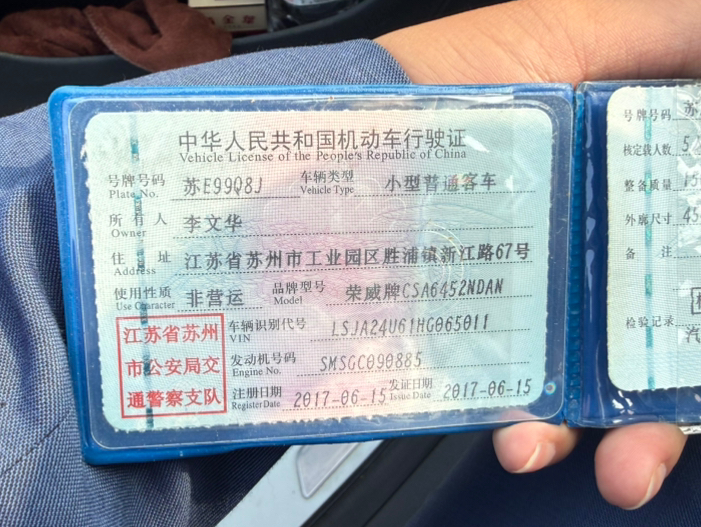 中华人民共和国机动车行驶证
Vehicle License of the People's Republic of China
号牌号码 苏E99Q8J 车辆类型 小型普通客车
Plate No. Vehicle Type
所有人 李文华
Owner
住址 江苏省苏州市工业园区胜浦镇新江路67号
Address
使用性质 非营运 品牌型号 荣威牌CSA6452NDAN
Use Character Model
江苏省苏州
市公安局交
通警察支队
车辆识别代号 LSJA24U61HG065011
VIN
发动机号码 SMSGC090885
Engine No.
注册日期 2017-06-15 发证日期 2017-06-15
Register Date Issue Date
号牌号码 苏
核定载人数 5
整备质量 15
外廓尺寸 45
备注
检验记录
汽